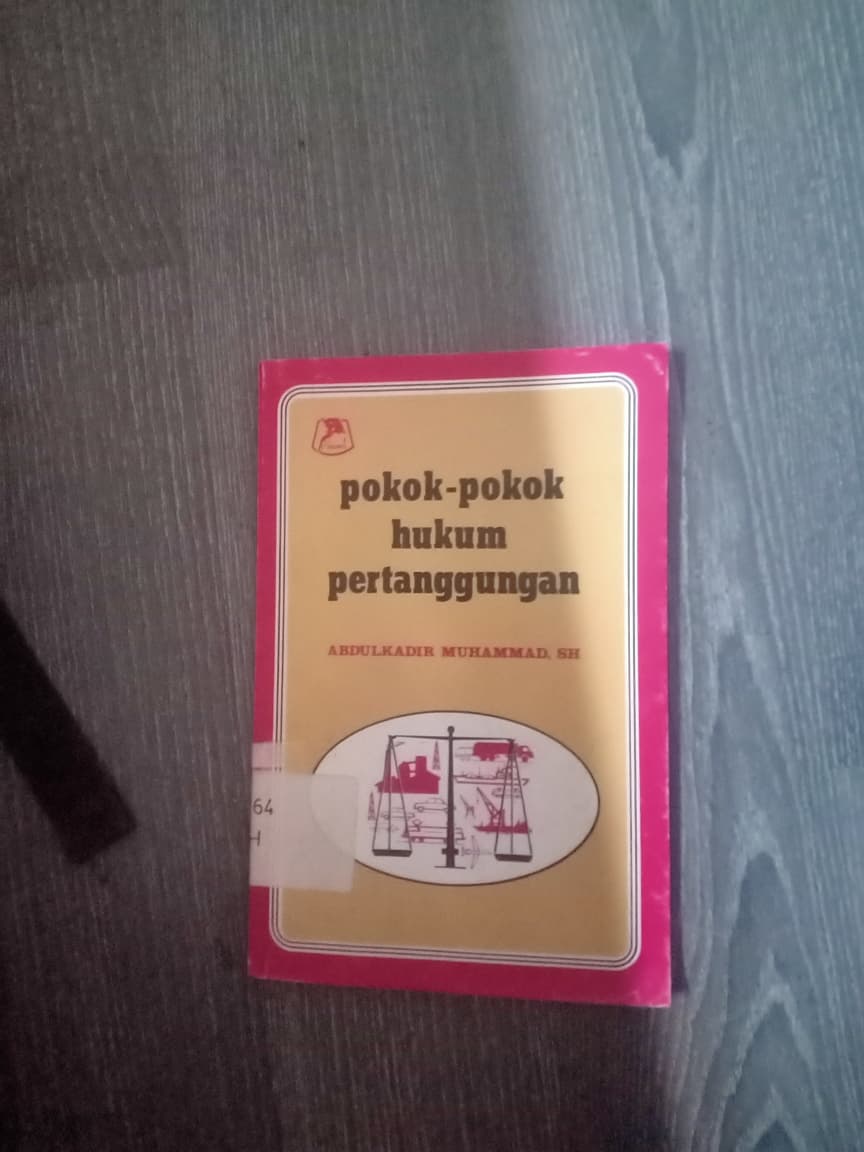 pokok-pokok
hukum
pertanggungan
ABDULKADIR MUHAMMAD, SH
64
H